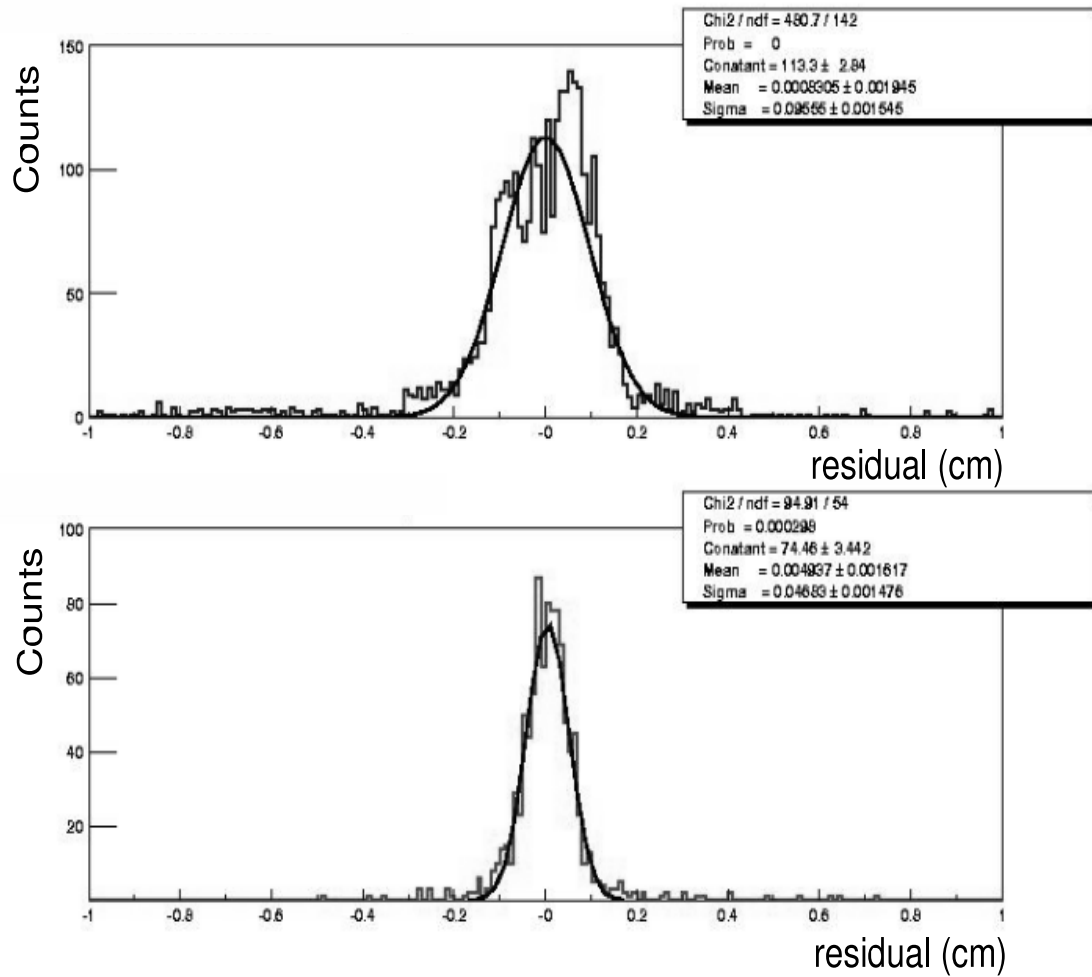 Chi2 / ndf = 480.7 / 142
Prob = 0
Constant = 113.3 ± 2.84
Mean = 0.0008305 ± 0.001945
Sigma = 0.09555 ± 0.001545
Counts
150
100
50
0
-1 -0.8 -0.6 -0.4 -0.2 -0 0.2 0.4 0.6 0.8 1
residual (cm)
Chi2 / ndf = 94.91 / 54
Prob = 0.000298
Constant = 74.46 ± 3.442
Mean = 0.004937 ± 0.001617
Sigma = 0.04683 ± 0.001476
Counts
100
80
60
40
20
-1 -0.8 -0.6 -0.4 -0.2 -0 0.2 0.4 0.6 0.8 1
residual (cm)